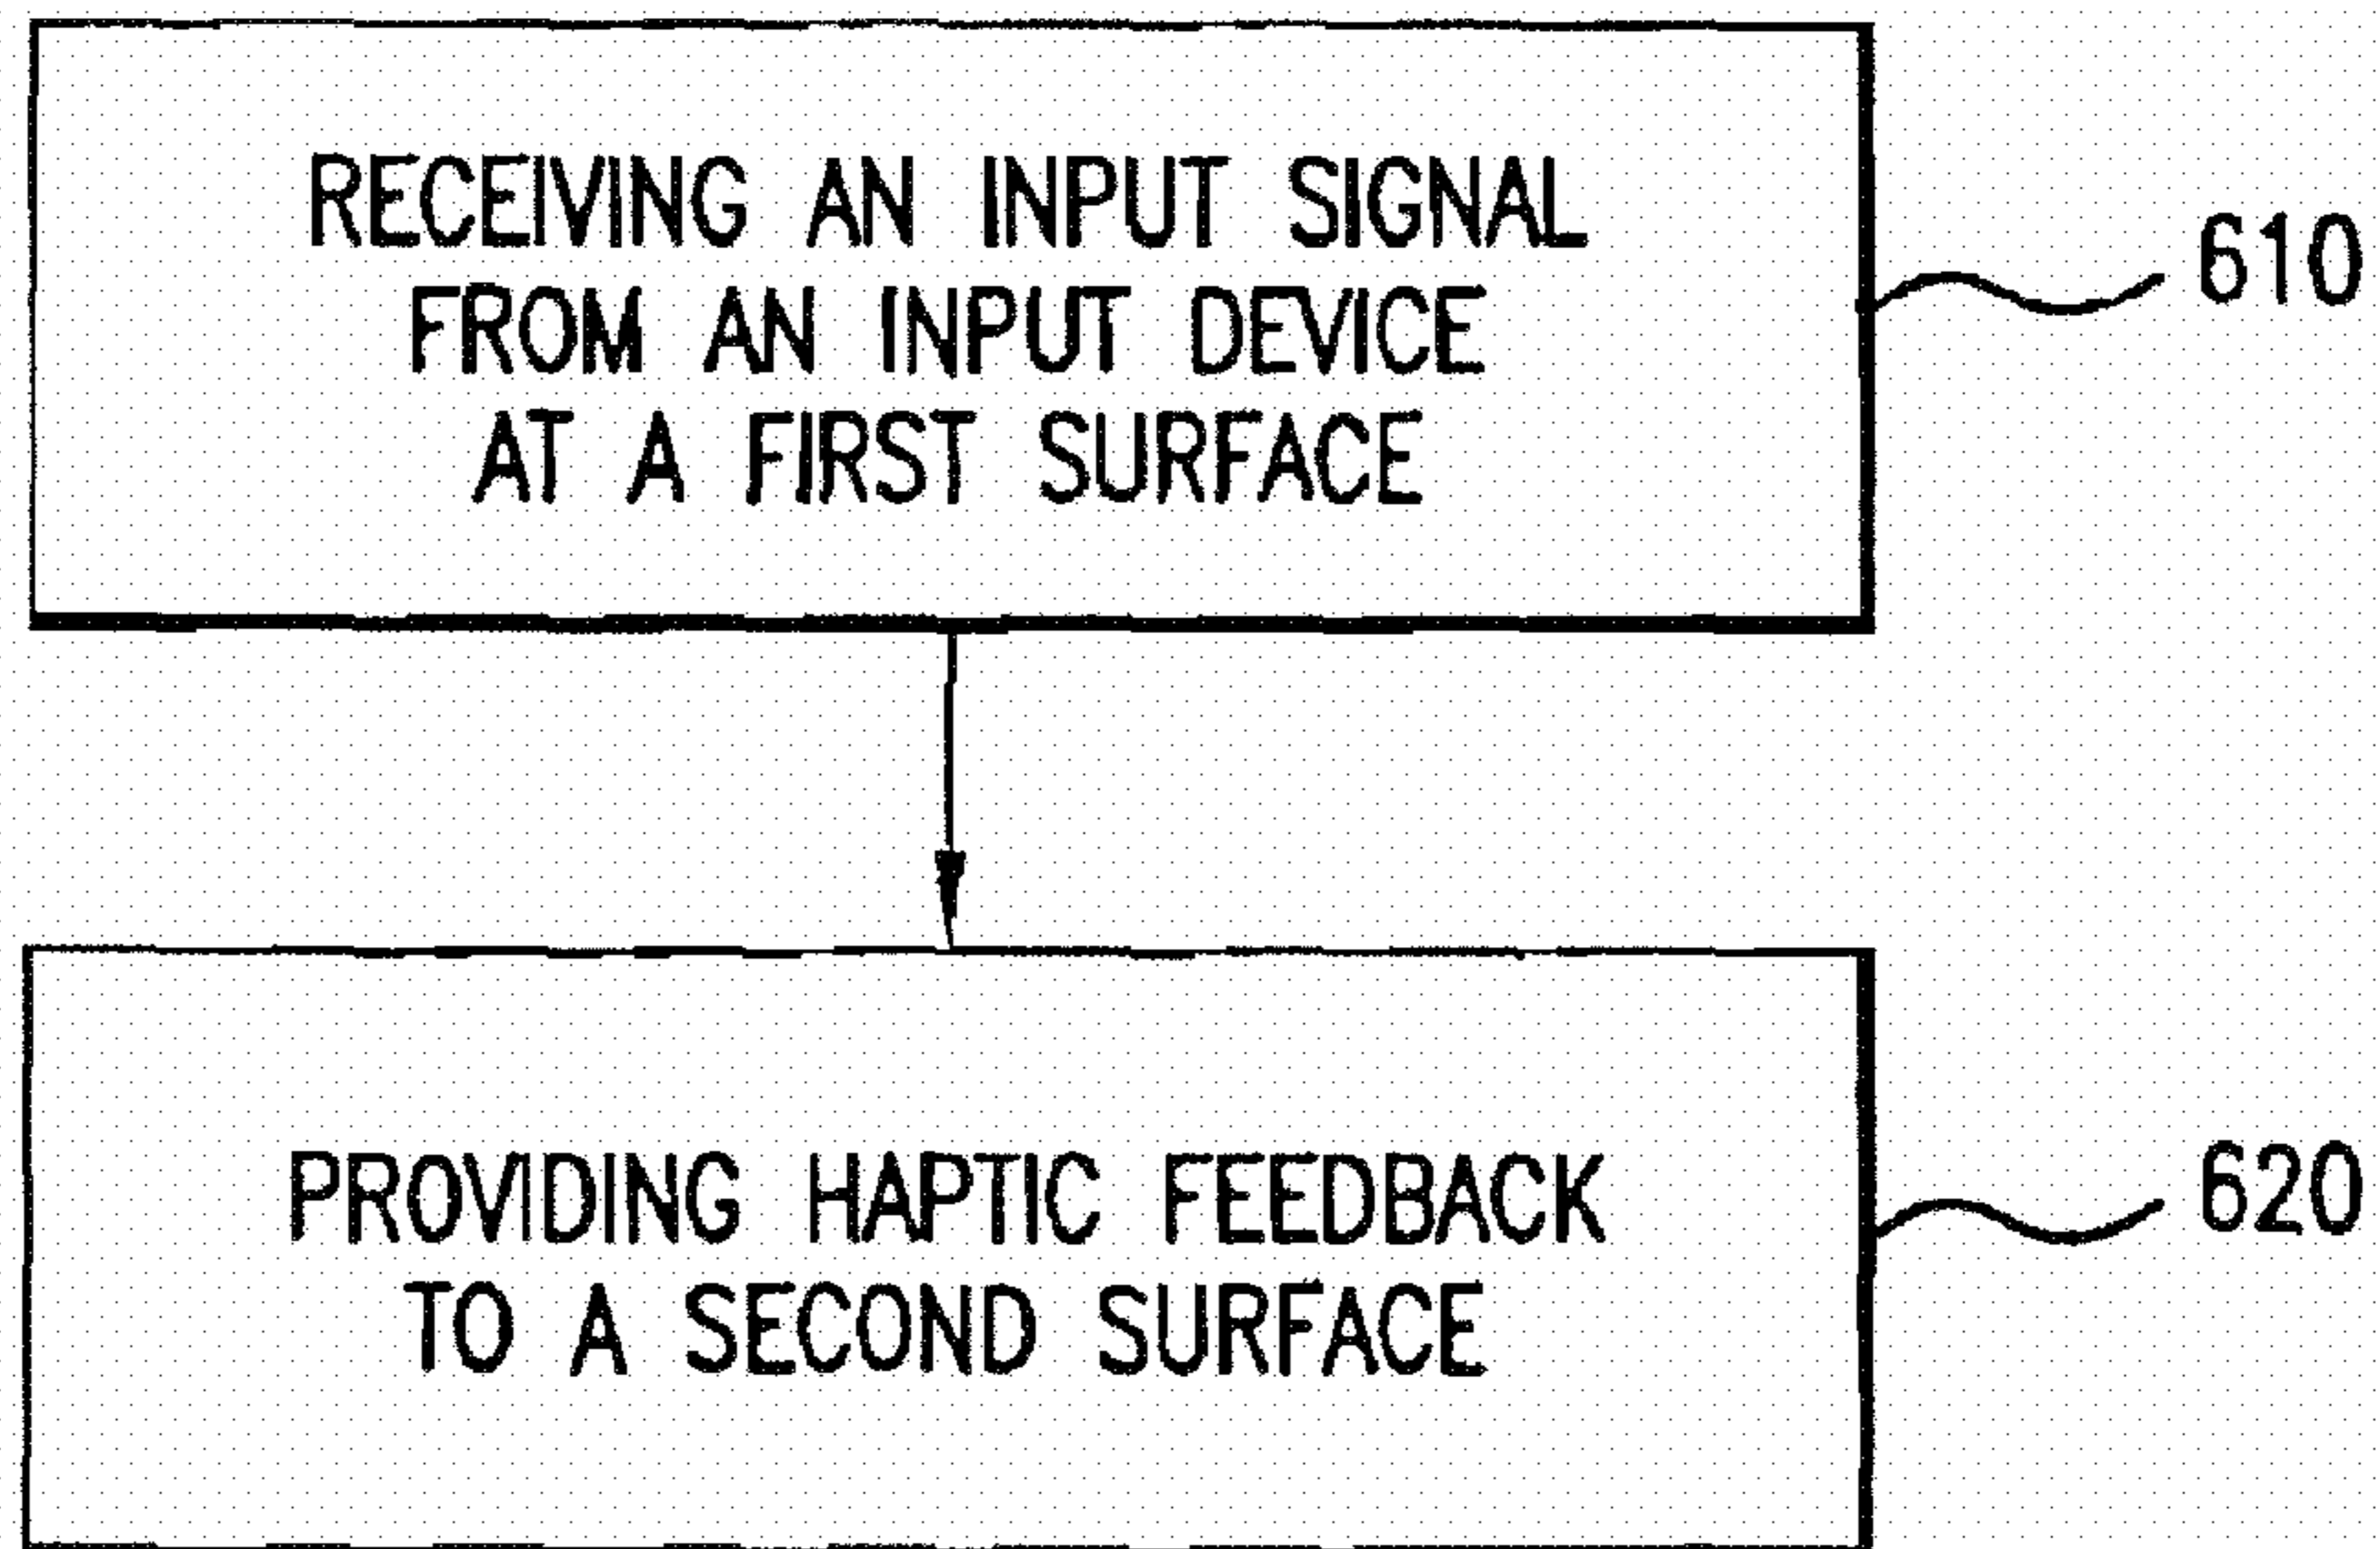 RECEIVING AN INPUT SIGNAL
FROM AN INPUT DEVICE
AT A FIRST SURFACE
610
PROVIDING HAPTIC FEEDBACK
TO A SECOND SURFACE
620